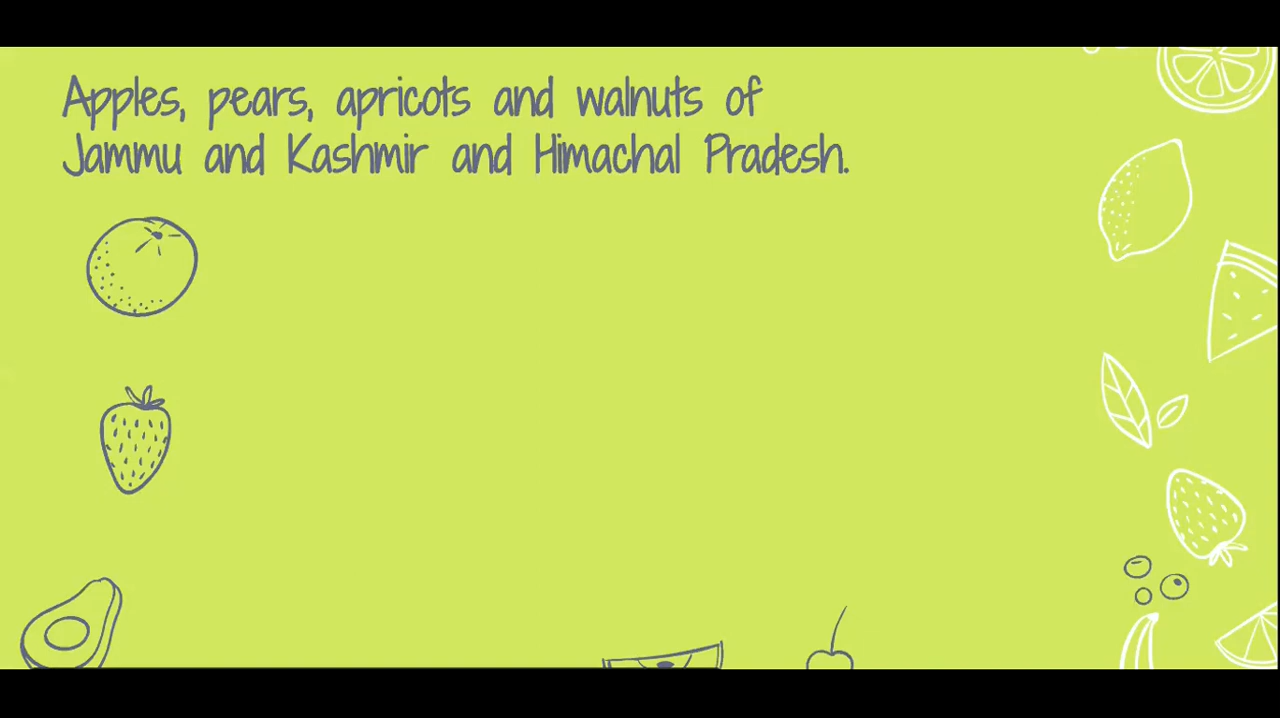 Apples, pears, apricots and walnuts of
Jammu and Kashmir and Himachal Pradesh.